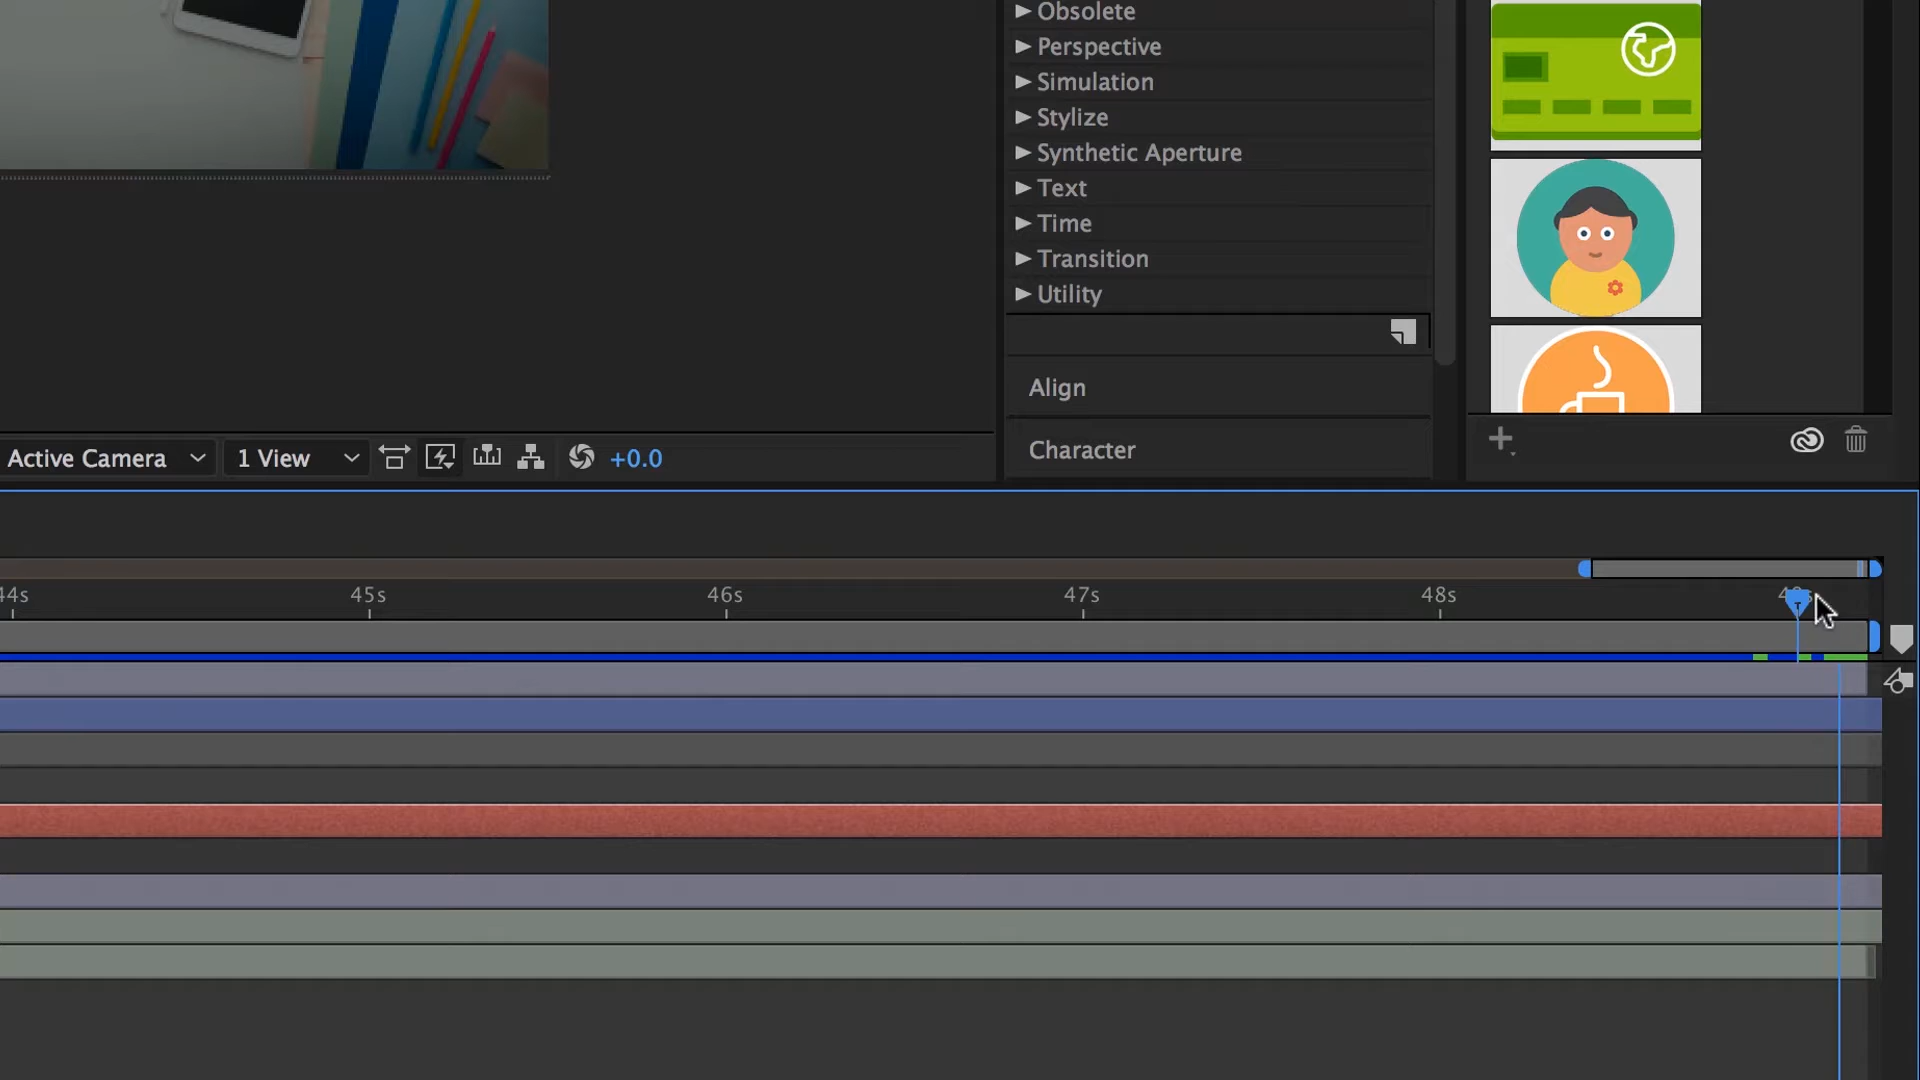 Obsolete
Perspective
Simulation
Stylize
Synthetic Aperture
Text
Time
Transition
Utility
Align
Character
Active Camera
1 View
+0.0
44s
45s
46s
47s
48s